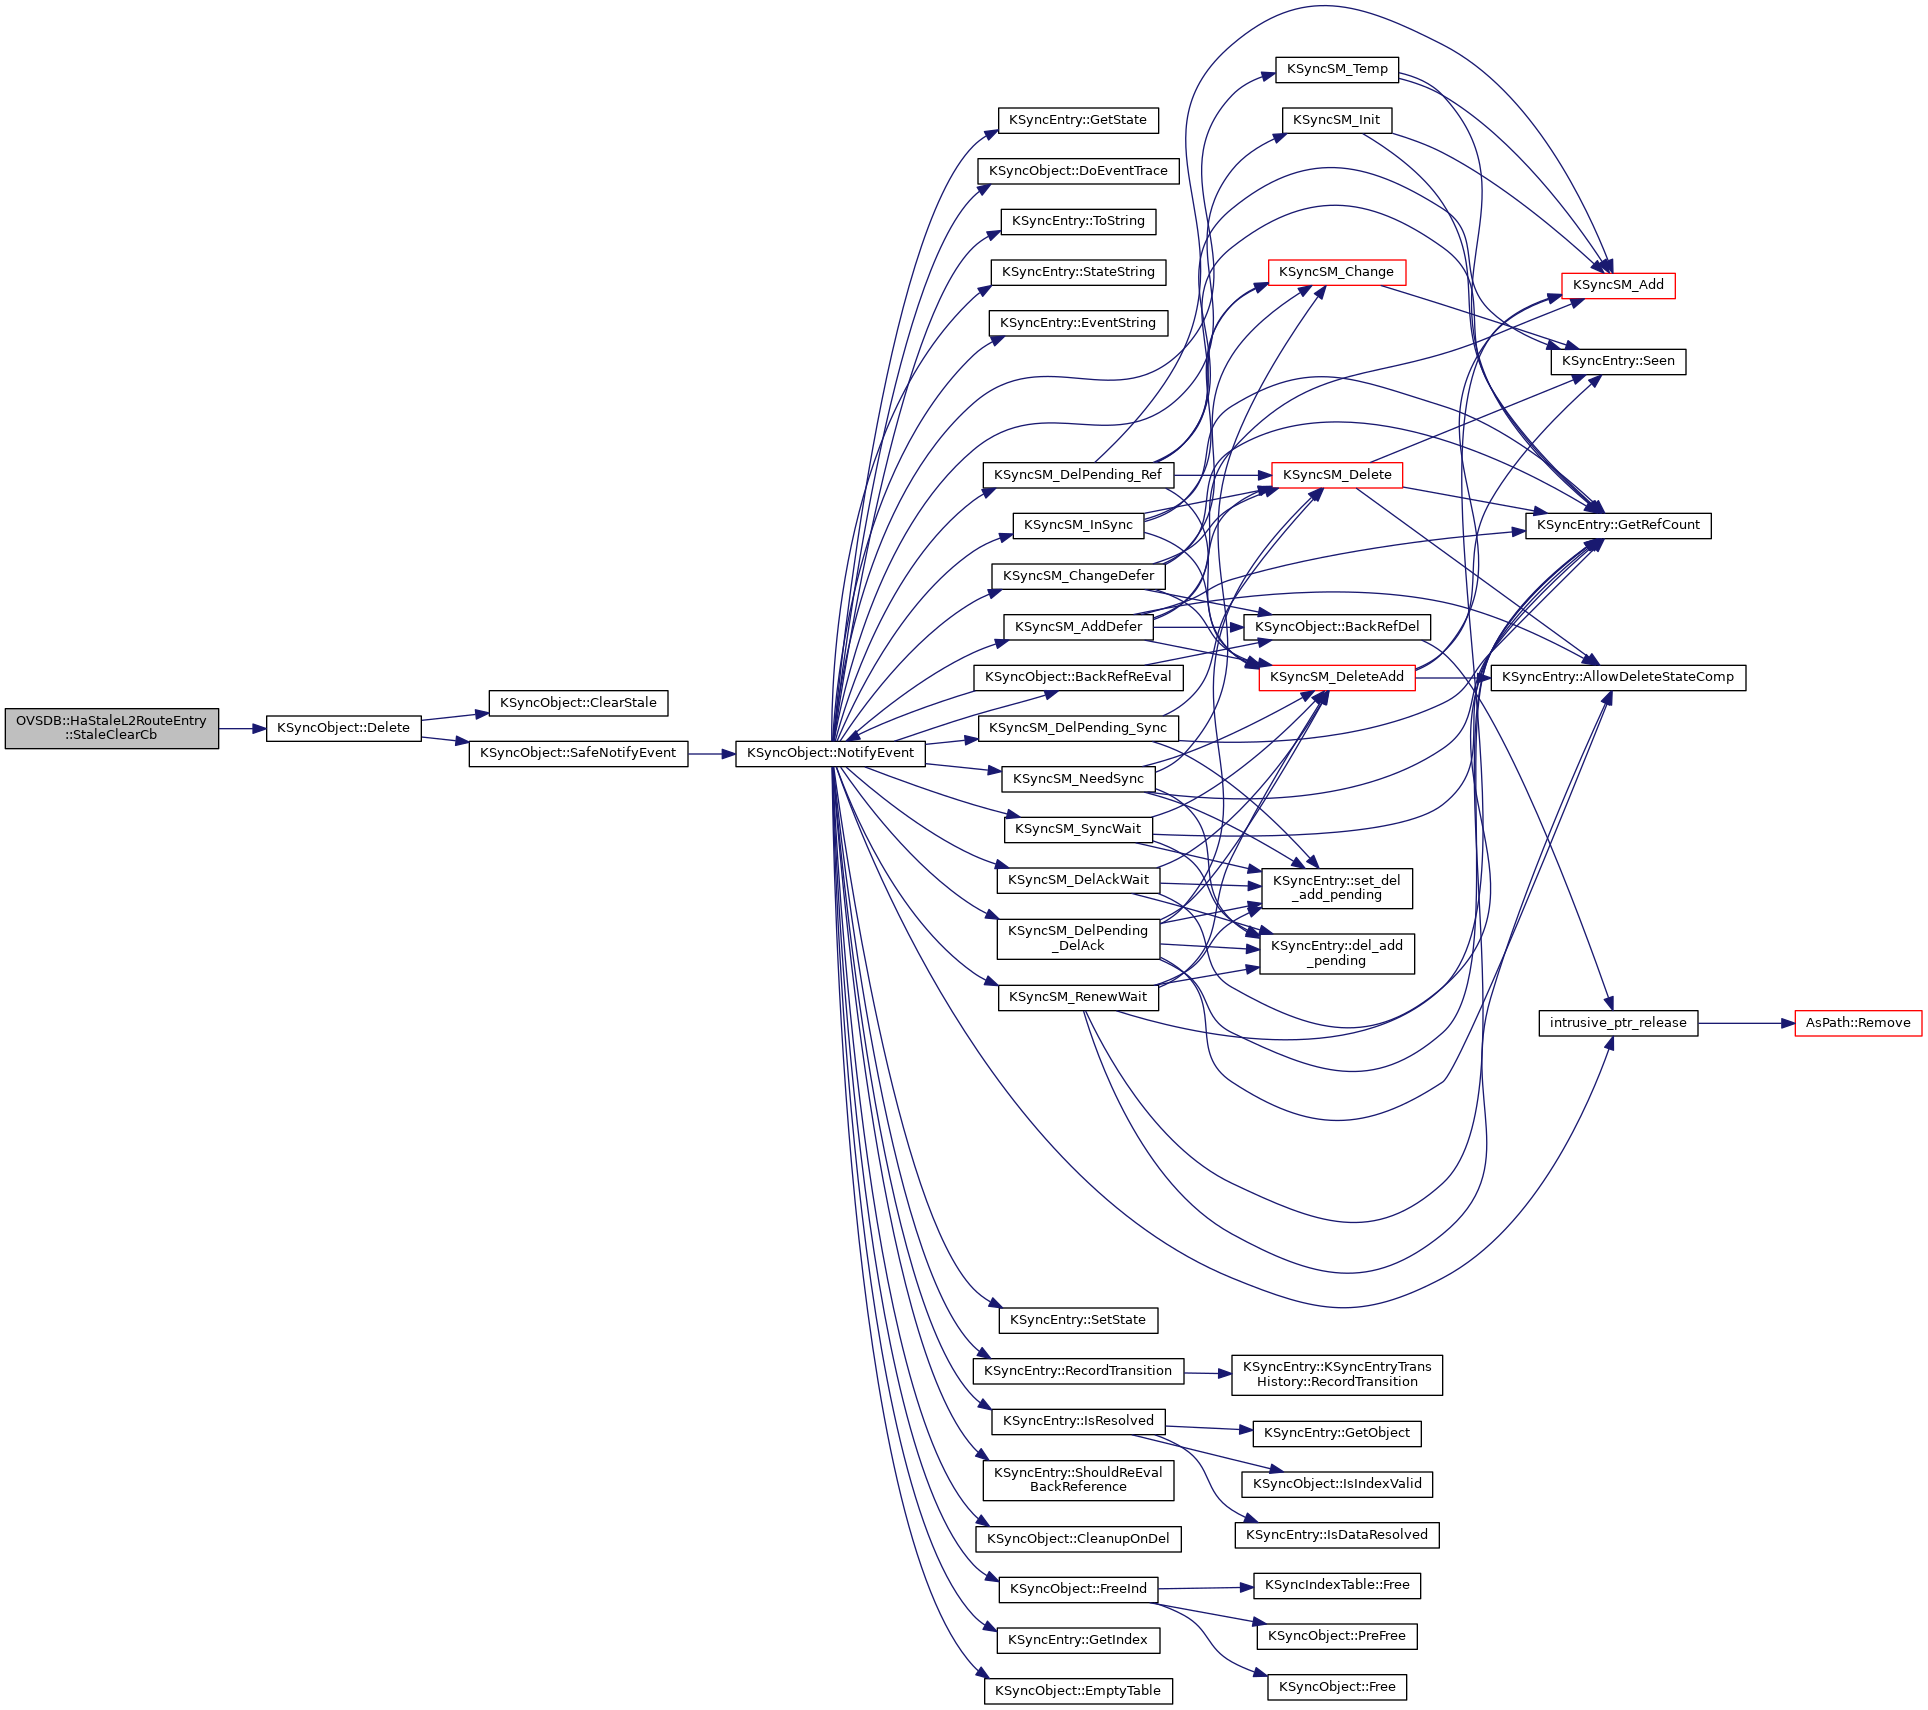 OVSDB::HaStaleL2RouteEntry
::StaleClearCb
KSyncObject::Delete
KSyncObject::ClearStale
KSyncObject::SafeNotifyEvent
KSyncObject::NotifyEvent
KSyncEntry::GetState
KSyncObject::DoEventTrace
KSyncEntry::ToString
KSyncEntry::StateString
KSyncEntry::EventString
KSyncSM_DelPending_Ref
KSyncSM_InSync
KSyncSM_ChangeDefer
KSyncSM_AddDefer
KSyncObject::BackRefReEval
KSyncSM_DelPending_Sync
KSyncSM_NeedSync
KSyncSM_SyncWait
KSyncSM_DelAckWait
KSyncSM_DelPending
_DelAck
KSyncSM_RenewWait
KSyncEntry::SetState
KSyncEntry::RecordTransition
KSyncEntry::IsResolved
KSyncEntry::ShouldReEval
BackReference
KSyncObject::CleanupOnDel
KSyncObject::FreeInd
KSyncEntry::GetIndex
KSyncObject::EmptyTable
KSyncSM_Temp
KSyncSM_Init
KSyncSM_Change
KSyncSM_Delete
KSyncObject::BackRefDel
KSyncSM_DeleteAdd
KSyncEntry::set_del
_add_pending
KSyncEntry::del_add
_pending
KSyncEntry::KSyncEntryTrans
History::RecordTransition
KSyncEntry::GetObject
KSyncObject::IsIndexValid
KSyncEntry::IsDataResolved
KSyncIndexTable::Free
KSyncObject::PreFree
KSyncObject::Free
KSyncSM_Add
KSyncEntry::Seen
KSyncEntry::GetRefCount
KSyncEntry::AllowDeleteStateComp
intrusive_ptr_release
AsPath::Remove